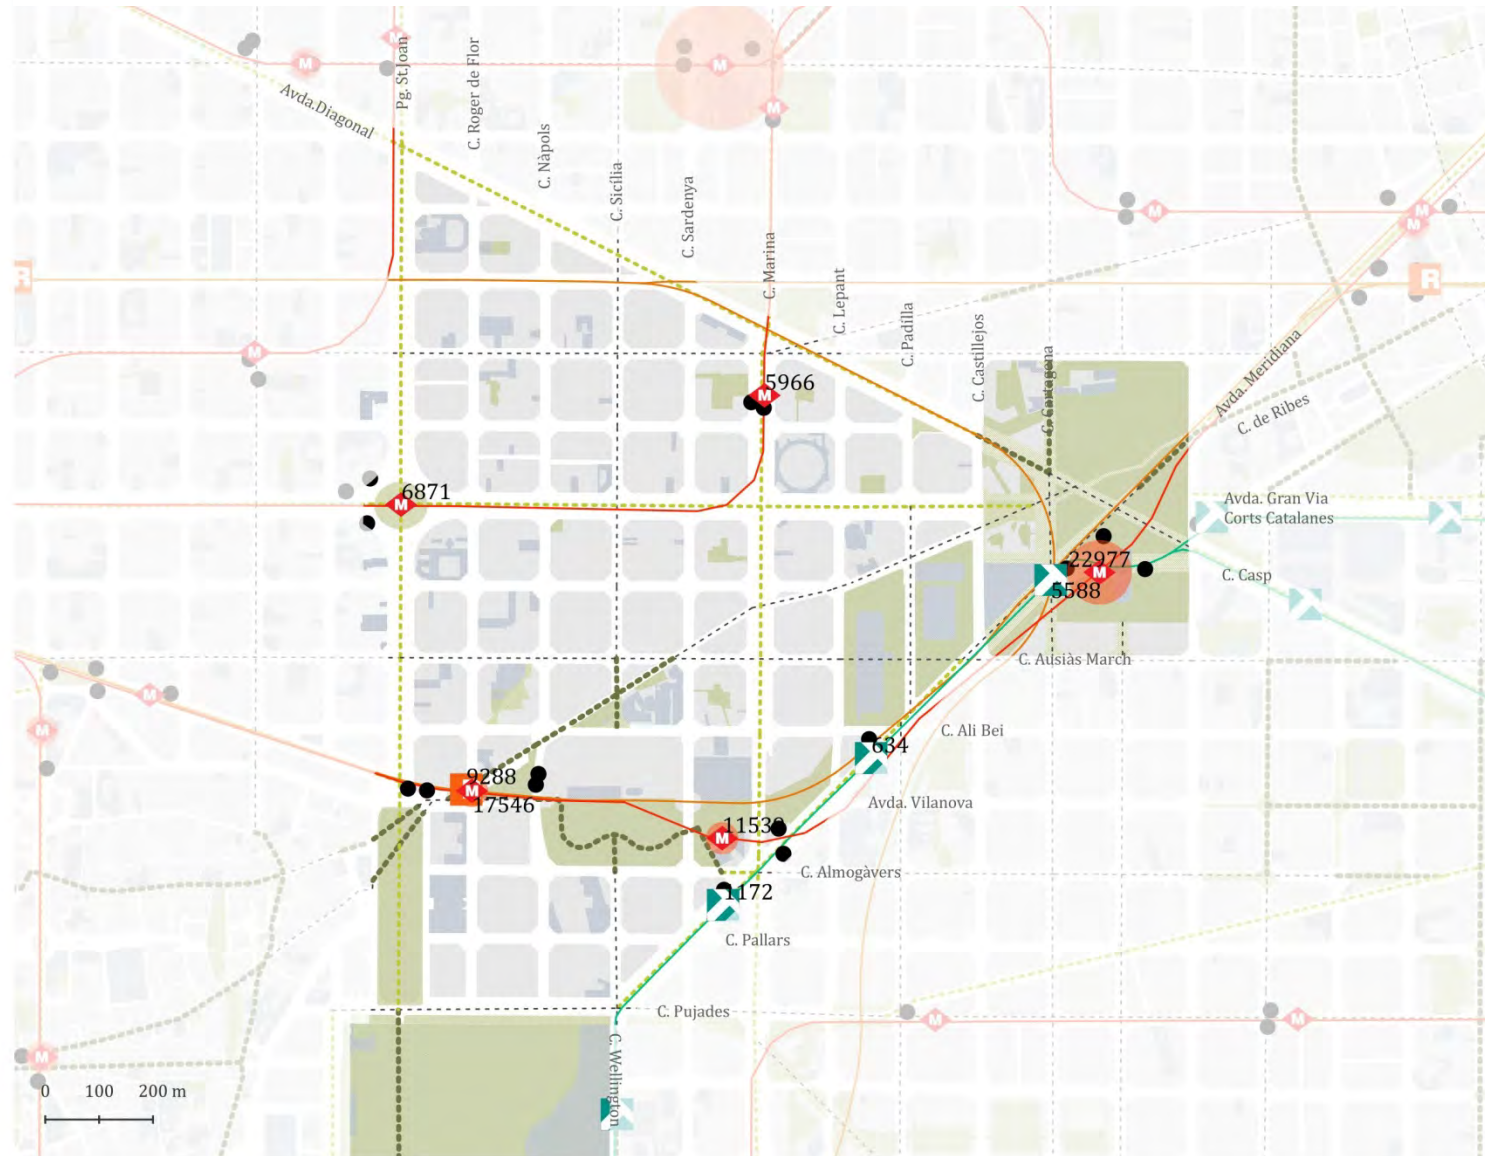 Pg. St.Joan
C. Roger de Flor
Avda.Diagonal
C. Nàpols
C. Sicília
C. Sardenya
C. Marina
C. Lepant
C. Padilla
C. Castillejos
C. Cartagena
Avda. Meridiana
C. de Ribes
R
R
M
M
M
M
M
M
M
M
5966
M
6871
M
Avda. Gran Via
Corts Catalanes
22977
M
5588
C. Casp
C. Ausiàs March
M
M
C. Ali Bei
634
9288
M
17546
Avda. Vilanova
M
C. Almogàvers
1172
C. Pallars
C. Pujades
M
M
C. Wellington
M
0 100 200 m